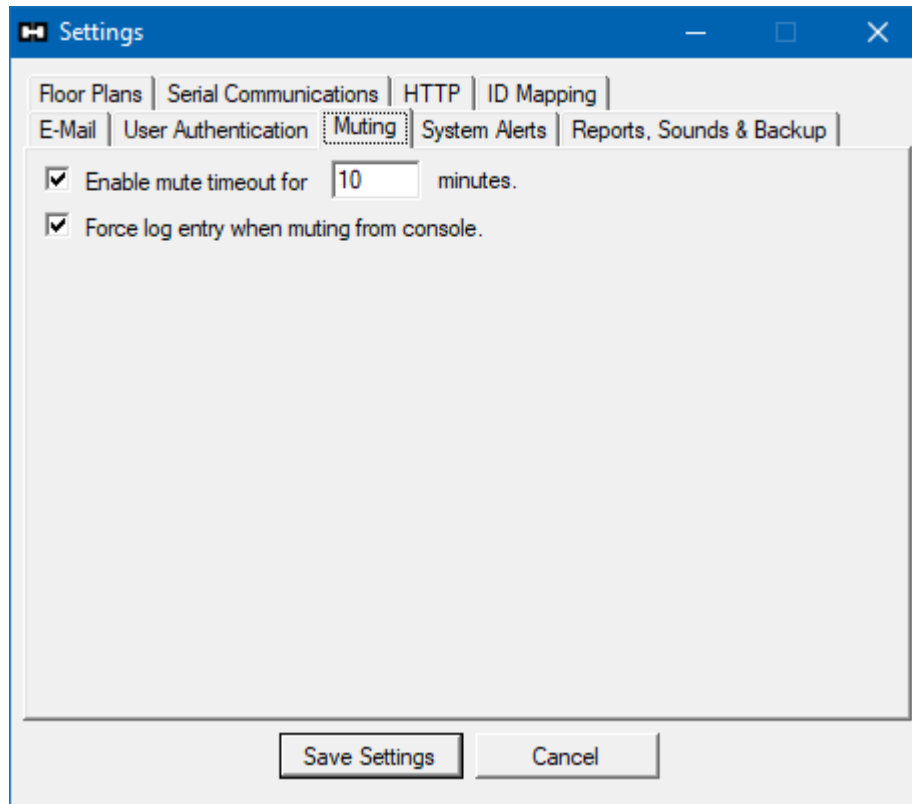 Settings
Floor Plans Serial Communications HTTP ID Mapping
E-Mail User Authentication Muting System Alerts Reports, Sounds & Backup
Enable mute timeout for 10 minutes.
Force log entry when muting from console.
Save Settings Cancel